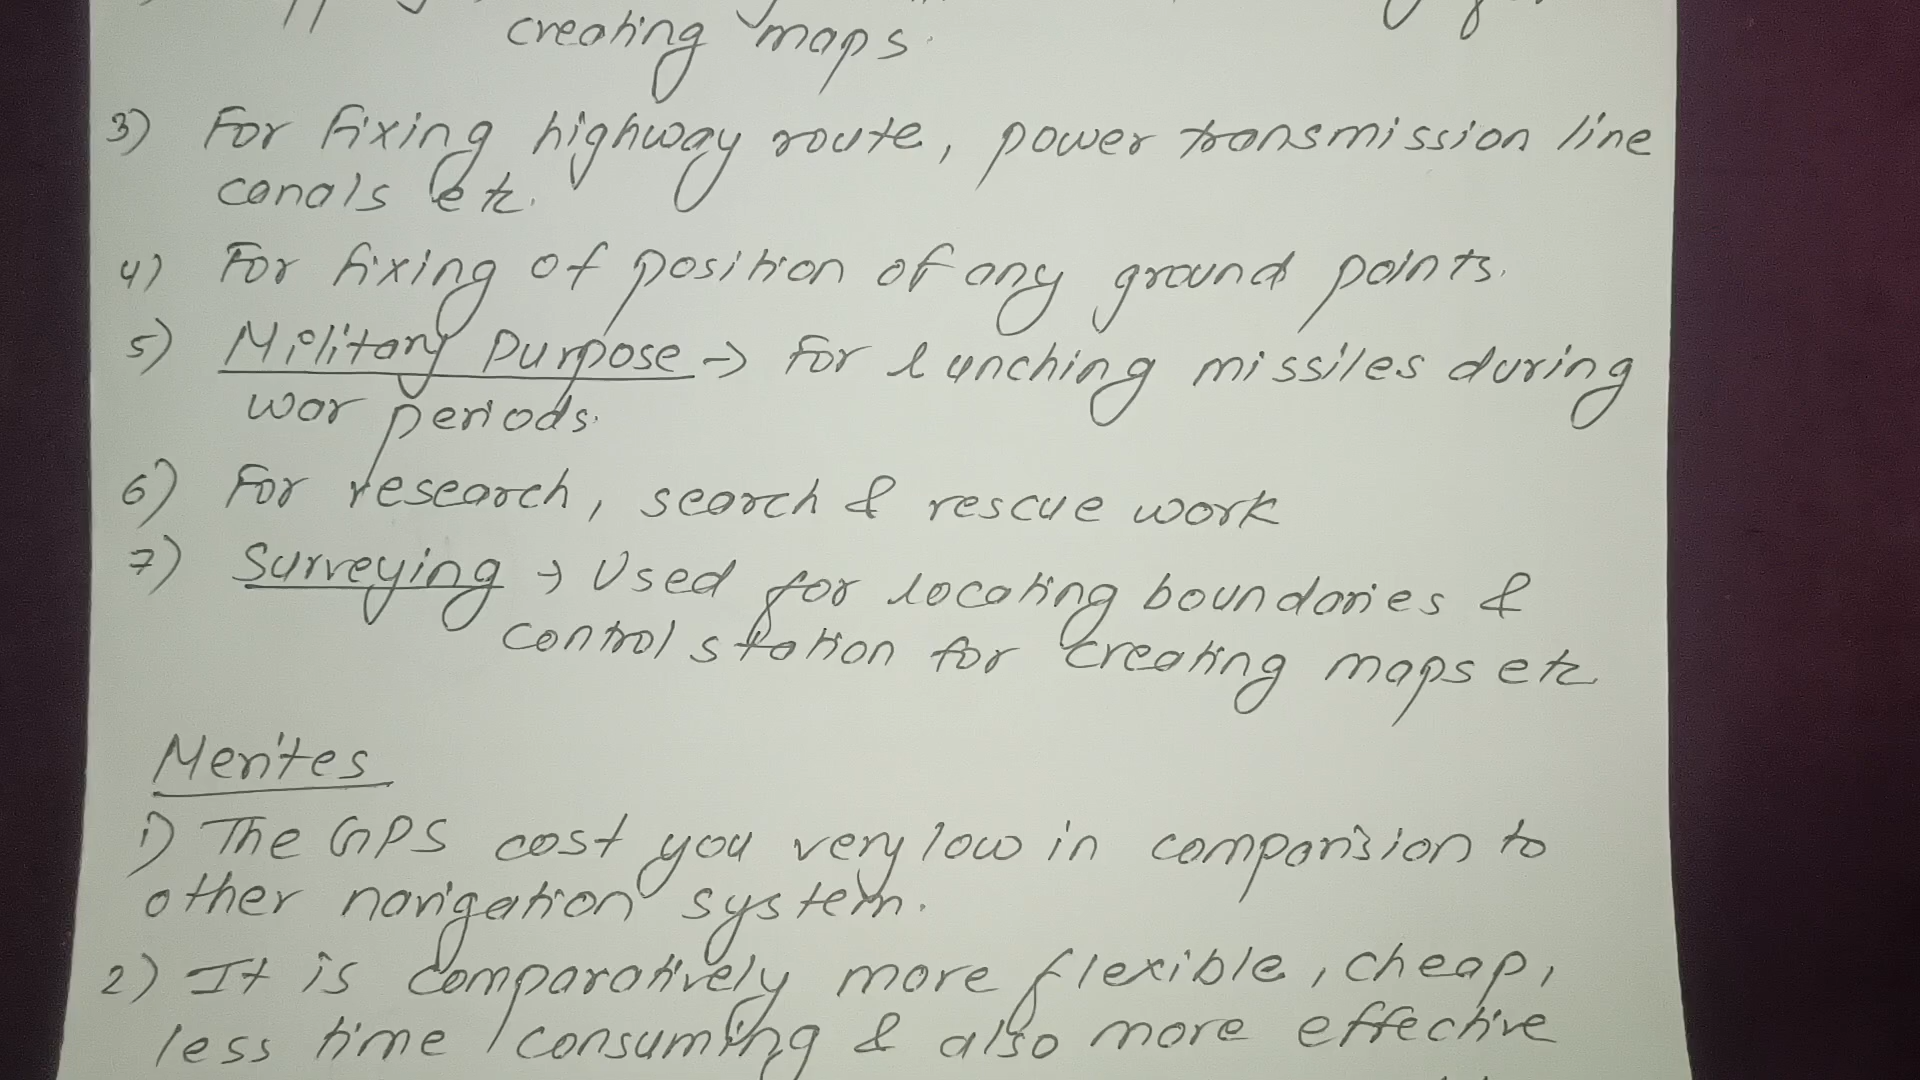 creating maps.
3) For fixing highway route, power transmission line
canals etc.
4) For fixing of position of any ground points.
5) Military Purpose → For lunching missiles during
war periods.
6) For research, search & rescue work
7) Surveying → Used for locating boundaries &
control station for creating maps etc
Merites
1) The GPS cost you very low in comparision to
other navigation system.
2) It is comparatively more flexible, cheap,
less time consuming & also more effective